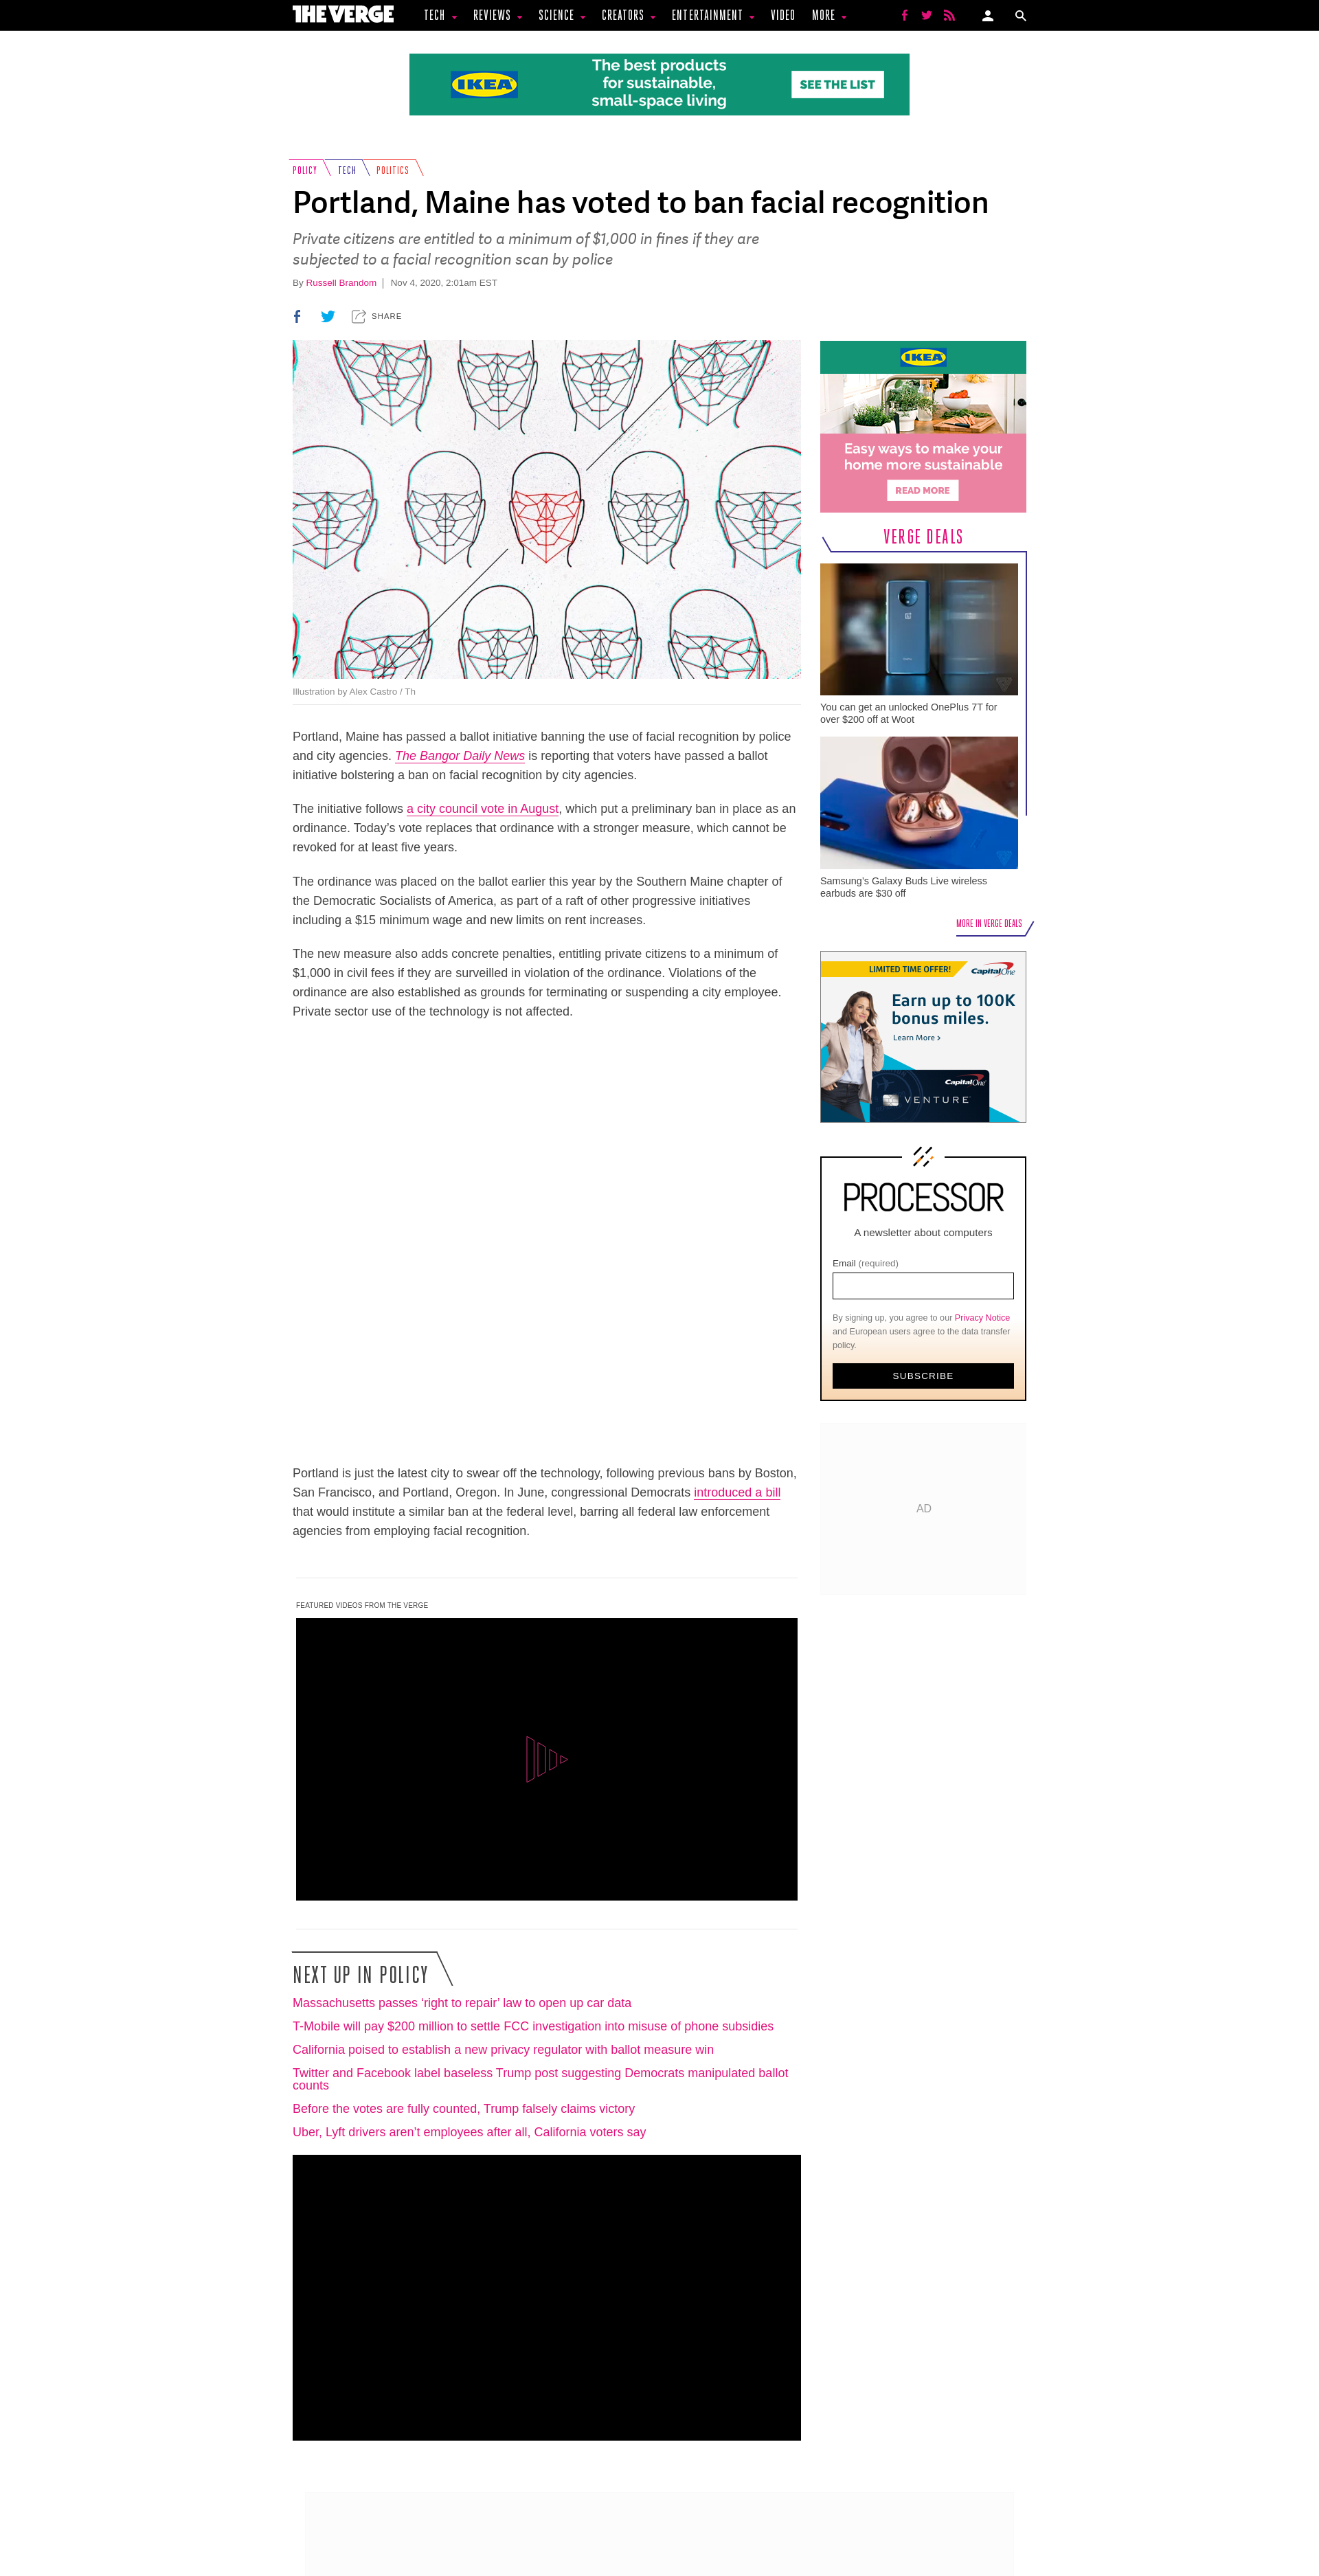 THE VERGE
TECH
REVIEWS
SCIENCE
CREATORS
ENTERTAINMENT
VIDEO
MORE
IKEA
The best products
for sustainable,
small-space living
SEE THE LIST
POLICY
TECH
POLITICS
Portland, Maine has voted to ban facial recognition
Private citizens are entitled to a minimum of $1,000 in fines if they are
subjected to a facial recognition scan by police
By Russell Brandom | Nov 4, 2020, 2:01am EST
SHARE
Illustration by Alex Castro / Th
Portland, Maine has passed a ballot initiative banning the use of facial recognition by police
and city agencies. The Bangor Daily News is reporting that voters have passed a ballot
initiative bolstering a ban on facial recognition by city agencies.
The initiative follows a city council vote in August, which put a preliminary ban in place as an
ordinance. Today’s vote replaces that ordinance with a stronger measure, which cannot be
revoked for at least five years.
The ordinance was placed on the ballot earlier this year by the Southern Maine chapter of
the Democratic Socialists of America, as part of a raft of other progressive initiatives
including a $15 minimum wage and new limits on rent increases.
The new measure also adds concrete penalties, entitling private citizens to a minimum of
$1,000 in civil fees if they are surveilled in violation of the ordinance. Violations of the
ordinance are also established as grounds for terminating or suspending a city employee.
Private sector use of the technology is not affected.
Portland is just the latest city to swear off the technology, following previous bans by Boston,
San Francisco, and Portland, Oregon. In June, congressional Democrats introduced a bill
that would institute a similar ban at the federal level, barring all federal law enforcement
agencies from employing facial recognition.
FEATURED VIDEOS FROM THE VERGE
NEXT UP IN POLICY
Massachusetts passes ‘right to repair’ law to open up car data
T-Mobile will pay $200 million to settle FCC investigation into misuse of phone subsidies
California poised to establish a new privacy regulator with ballot measure win
Twitter and Facebook label baseless Trump post suggesting Democrats manipulated ballot
counts
Before the votes are fully counted, Trump falsely claims victory
Uber, Lyft drivers aren’t employees after all, California voters say
IKEA
Easy ways to make your
home more sustainable
READ MORE
VERGE DEALS
You can get an unlocked OnePlus 7T for
over $200 off at Woot
Samsung’s Galaxy Buds Live wireless
earbuds are $30 off
MORE IN VERGE DEALS
LIMITED TIME OFFER!
Capital One
Earn up to 100K
bonus miles.
Learn More >
Capital One
VENTURE
PROCESSOR
A newsletter about computers
Email (required)
By signing up, you agree to our Privacy Notice
and European users agree to the data transfer
policy.
SUBSCRIBE
AD